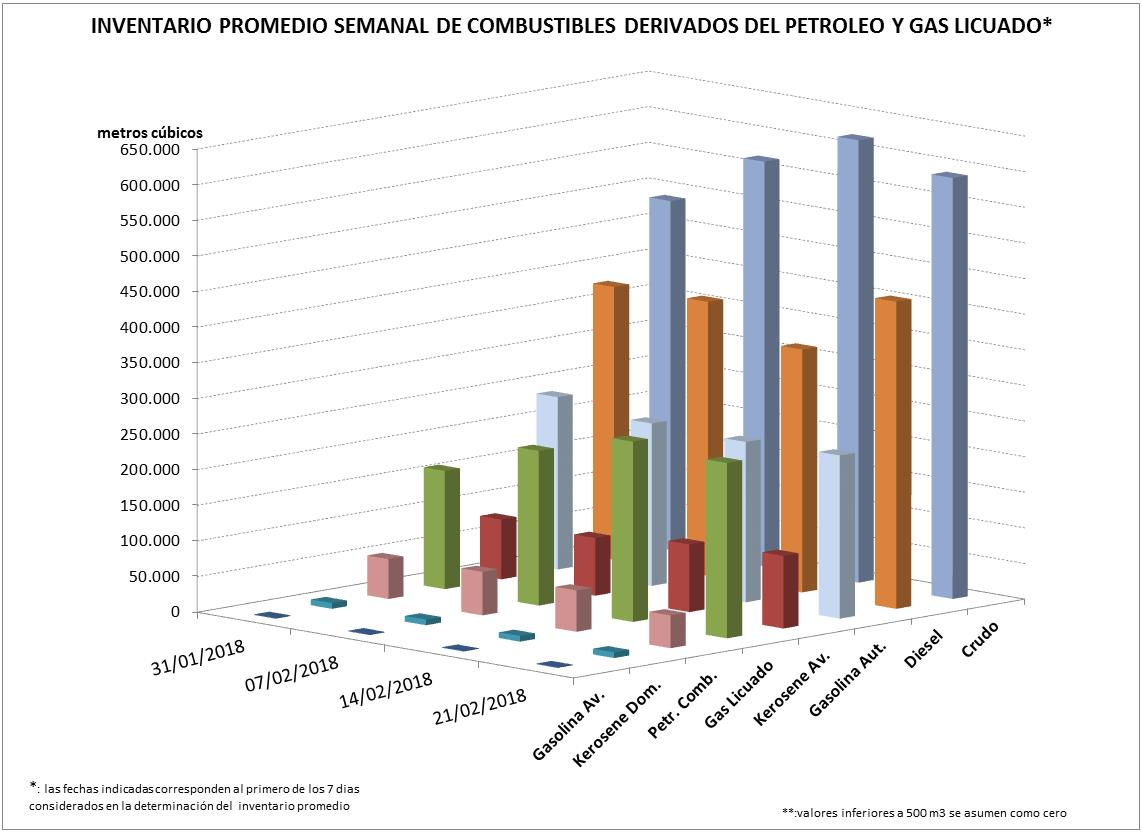 INVENTARIO PROMEDIO SEMANAL DE COMBUSTIBLES DERIVADOS DEL PETROLEO Y GAS LICUADO*
metros cúbicos
650.000
600.000
550.000
500.000
450.000
400.000
350.000
300.000
250.000
200.000
150.000
100.000
50.000
0
31/01/2018
07/02/2018
14/02/2018
21/02/2018
Gasolina Av.
Kerosene Dom.
Petr. Comb.
Gas Licuado
Kerosene Av.
Gasolina Aut.
Diesel
Crudo
*: las fechas indicadas corresponden al primero de los 7 dias
considerados en la determinación del inventario promedio
**:valores inferiores a 500 m3 se asumen como cero